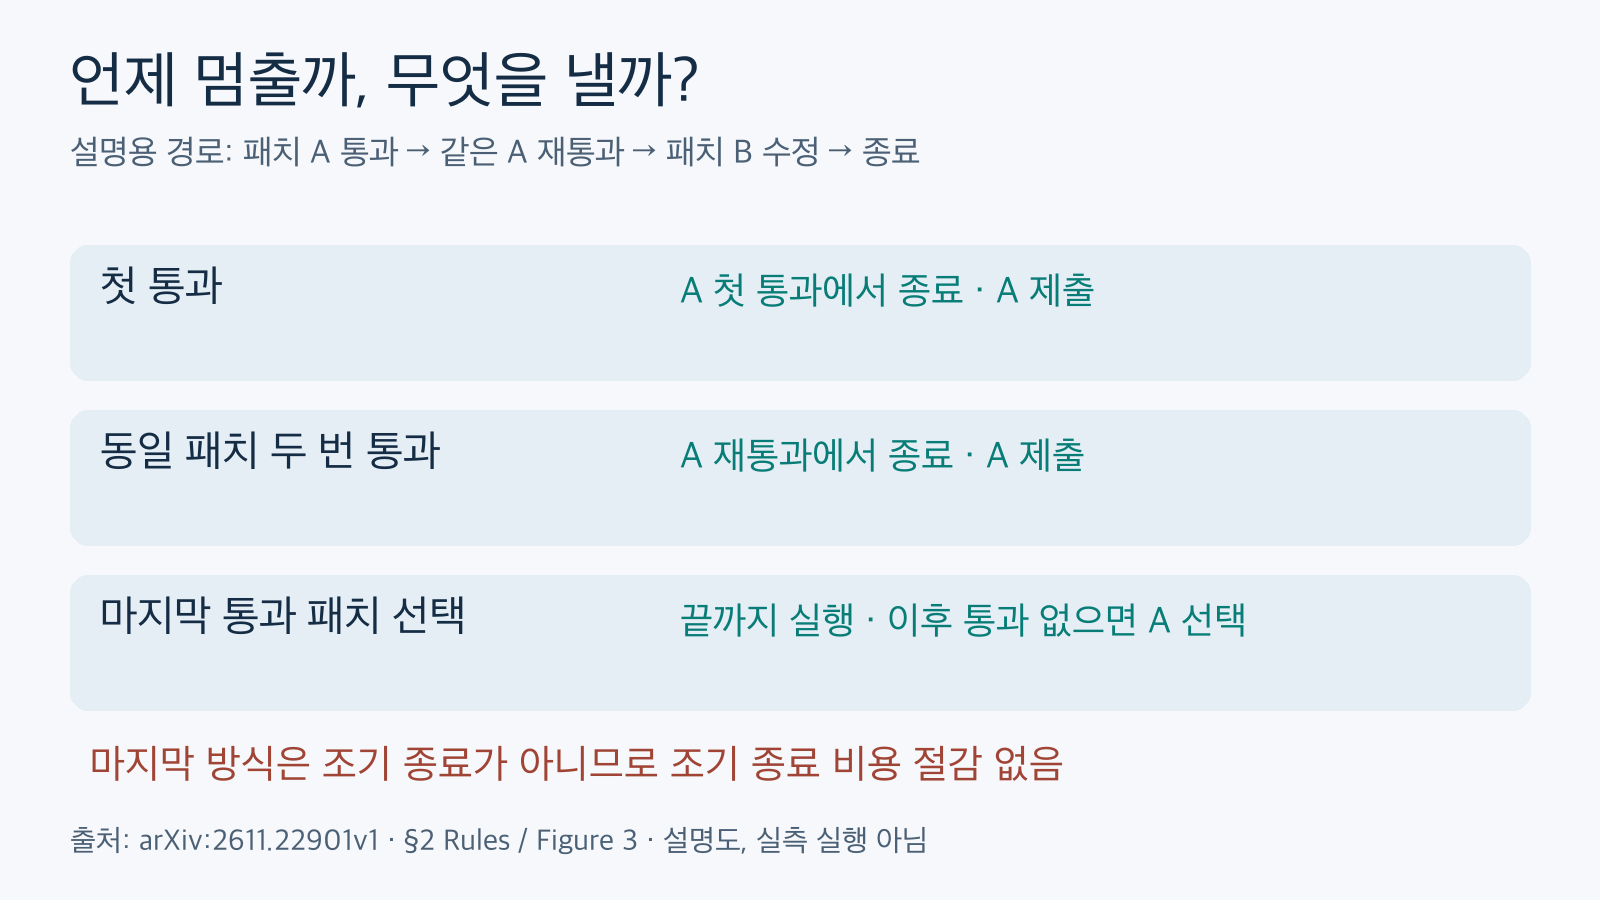 언제 멈출까, 무엇을 낼까?
설명용 경로: 패치 A 통과 → 같은 A 재통과 → 패치 B 수정 → 종료
첫 통과
A 첫 통과에서 종료 · A 제출
동일 패치 두 번 통과
A 재통과에서 종료 · A 제출
마지막 통과 패치 선택
끝까지 실행 · 이후 통과 없으면 A 선택
마지막 방식은 조기 종료가 아니므로 조기 종료 비용 절감 없음
출처: arXiv:2611.22901v1 · §2 Rules / Figure 3 · 설명도, 실측 실행 아님